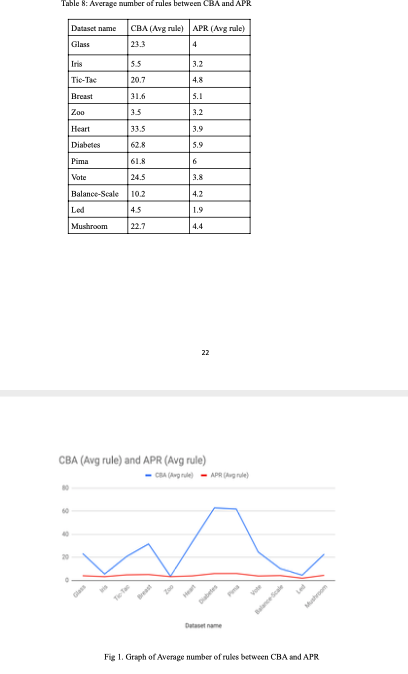 Table 8: Average number of rules between CBA and APR
Dataset name CBA (Avg rule) APR (Avg rule)
Glass 23.3 4
Iris 5.5 3.2
Tic-Tac 20.7 4.8
Breast 31.6 5.1
Zoo 3.5 3.2
Heart 33.5 3.9
Diabetes 62.8 5.9
Pima 61.8 6
Vote 24.5 3.8
Balance-Scale 10.2 4.2
Led 4.5 1.9
Mushroom 22.7 4.4
22
CBA (Avg rule) and APR (Avg rule)
CBA (Avg rule) APR (Avg rule)
80
60
40
20
0
Glass Iris Tic-Tac Breast Zoo Heart Diabetes Pima Vote Balance-Scale Led Mushroom
Dataset name
Fig 1. Graph of Average number of rules between CBA and APR